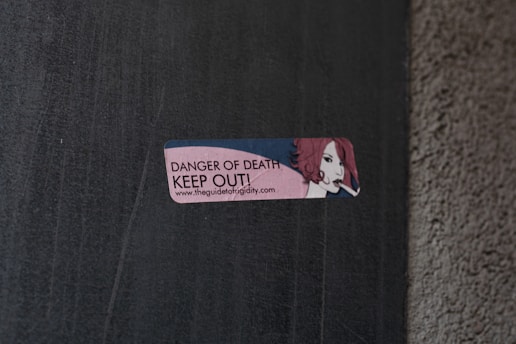 DANGER OF DEATH
KEEP OUT!
www.theguidetofrigidity.com